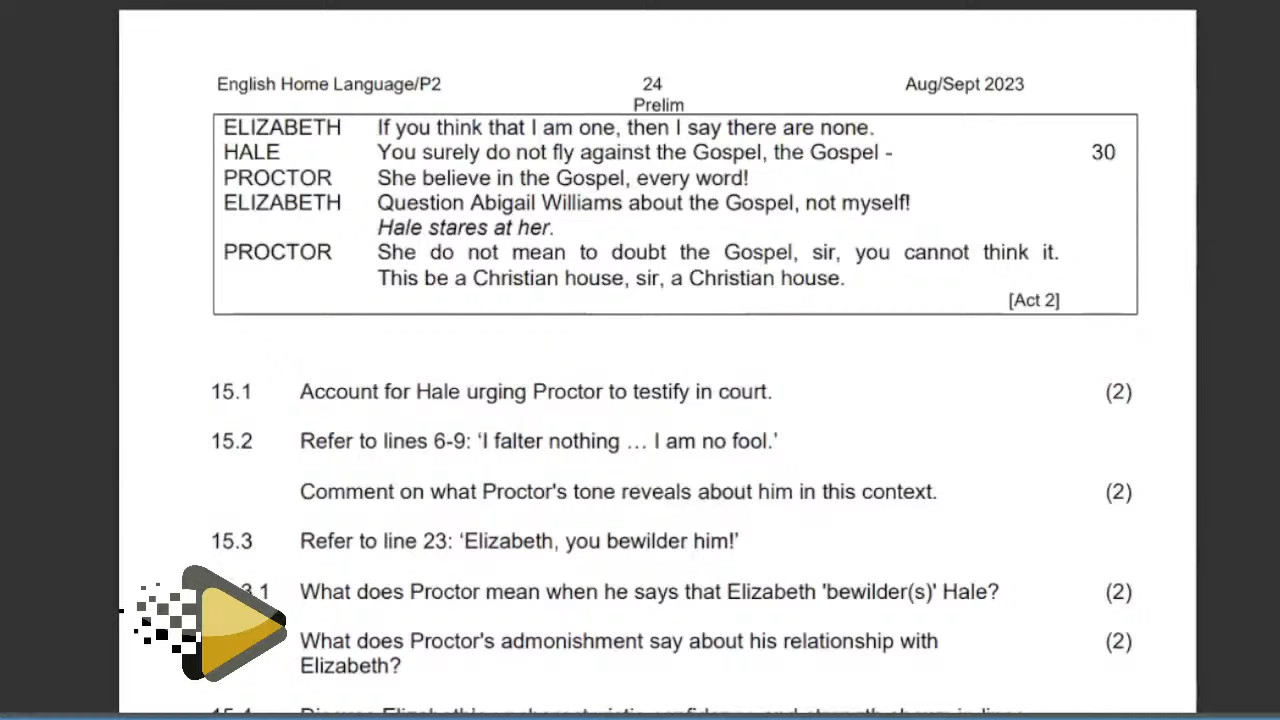 English Home Language/P2 24 Aug/Sept 2023
Prelim
ELIZABETH If you think that I am one, then I say there are none.
HALE You surely do not fly against the Gospel, the Gospel - 30
PROCTOR She believe in the Gospel, every word!
ELIZABETH Question Abigail Williams about the Gospel, not myself!
Hale stares at her.
PROCTOR She do not mean to doubt the Gospel, sir, you cannot think it.
This be a Christian house, sir, a Christian house.
[Act 2]
15.1 Account for Hale urging Proctor to testify in court. (2)
15.2 Refer to lines 6-9: ‘I falter nothing … I am no fool.’
Comment on what Proctor's tone reveals about him in this context. (2)
15.3 Refer to line 23: ‘Elizabeth, you bewilder him!’
3.1 What does Proctor mean when he says that Elizabeth 'bewilder(s)' Hale? (2)
What does Proctor's admonishment say about his relationship with (2)
Elizabeth?